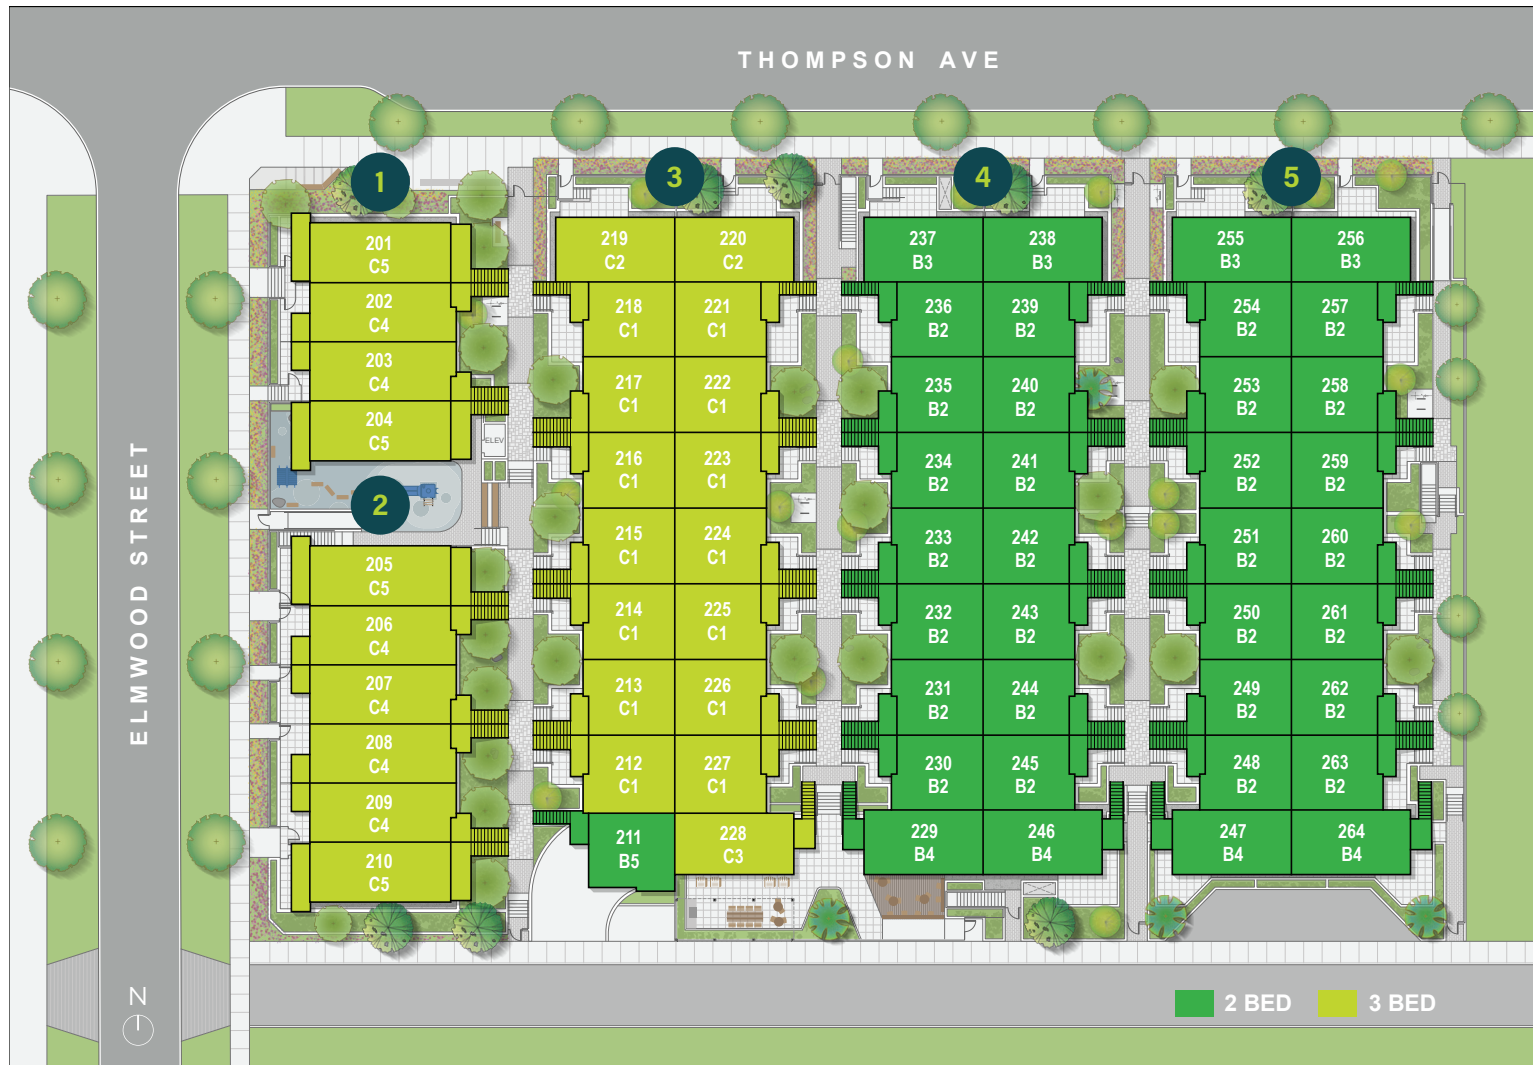 THOMPSON AVE
ELMWOOD STREET
1
2
3
4
5
201
C5
202
C4
203
C4
204
C5
ELEV
205
C5
206
C4
207
C4
208
C4
209
C4
210
C5
219
C2
220
C2
218
C1
221
C1
217
C1
222
C1
216
C1
223
C1
215
C1
224
C1
214
C1
225
C1
213
C1
226
C1
212
C1
227
C1
211
B5
228
C3
237
B3
238
B3
236
B2
239
B2
235
B2
240
B2
234
B2
241
B2
233
B2
242
B2
232
B2
243
B2
231
B2
244
B2
230
B2
245
B2
229
B4
246
B4
255
B3
256
B3
254
B2
257
B2
253
B2
258
B2
252
B2
259
B2
251
B2
260
B2
250
B2
261
B2
249
B2
262
B2
248
B2
263
B2
247
B4
264
B4
N
2 BED
3 BED